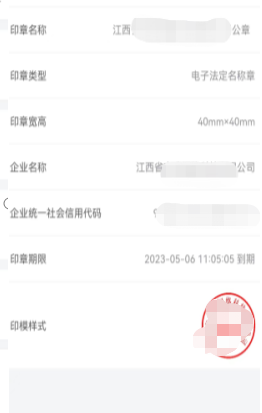 印章名称 江西 公章
印章类型 电子法定名称章
印章宽高 40mm×40mm
企业名称 江西省 公司
企业统一社会信用代码
印章期限 2023-05-06 11:05:05 到期
印模样式